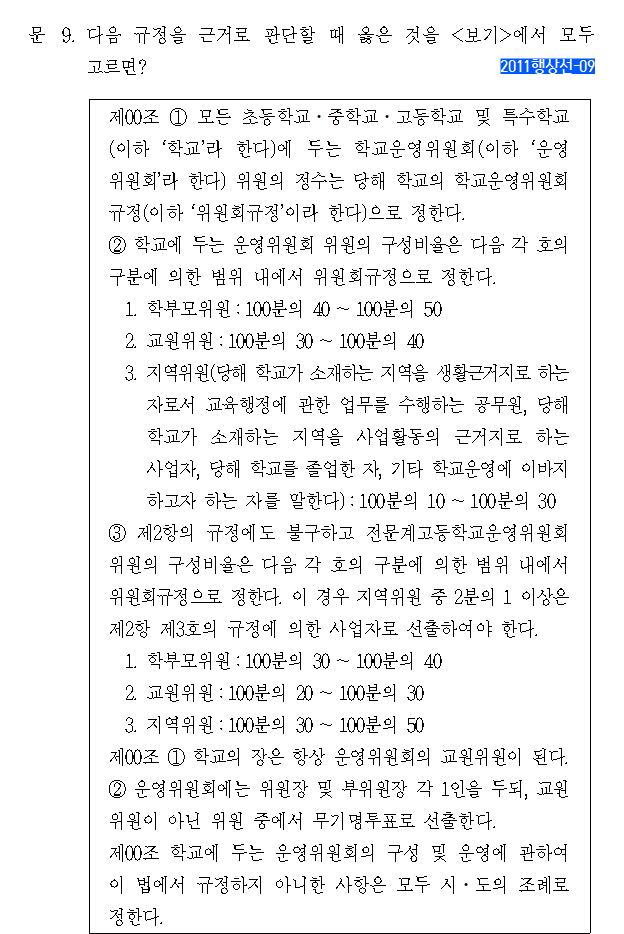 문 9. 다음 규정을 근거로 판단할 때 옳은 것을 <보기>에서 모두
고르면?
2011행상선-09
제00조 ① 모든 초등학교·중학교·고등학교 및 특수학교
(이하 ‘학교’라 한다)에 두는 학교운영위원회(이하 ‘운영
위원회’라 한다) 위원의 정수는 당해 학교의 학교운영위원회
규정(이하 ‘위원회규정’이라 한다)으로 정한다.
② 학교에 두는 운영위원회 위원의 구성비율은 다음 각 호의
구분에 의한 범위 내에서 위원회규정으로 정한다.
1. 학부모위원 : 100분의 40 ~ 100분의 50
2. 교원위원 : 100분의 30 ~ 100분의 40
3. 지역위원(당해 학교가 소재하는 지역을 생활근거지로 하는
자로서 교육행정에 관한 업무를 수행하는 공무원, 당해
학교가 소재하는 지역을 사업활동의 근거지로 하는
사업자, 당해 학교를 졸업한 자, 기타 학교운영에 이바지
하고자 하는 자를 말한다) : 100분의 10 ~ 100분의 30
③ 제2항의 규정에도 불구하고 전문계고등학교운영위원회
위원의 구성비율은 다음 각 호의 구분에 의한 범위 내에서
위원회규정으로 정한다. 이 경우 지역위원 중 2분의 1 이상은
제2항 제3호의 규정에 의한 사업자로 선출하여야 한다.
1. 학부모위원 : 100분의 30 ~ 100분의 40
2. 교원위원 : 100분의 20 ~ 100분의 30
3. 지역위원 : 100분의 30 ~ 100분의 50
제00조 ① 학교의 장은 항상 운영위원회의 교원위원이 된다.
② 운영위원회에는 위원장 및 부위원장 각 1인을 두되, 교원
위원이 아닌 위원 중에서 무기명투표로 선출한다.
제00조 학교에 두는 운영위원회의 구성 및 운영에 관하여
이 법에서 규정하지 아니한 사항은 모두 시·도의 조례로
정한다.